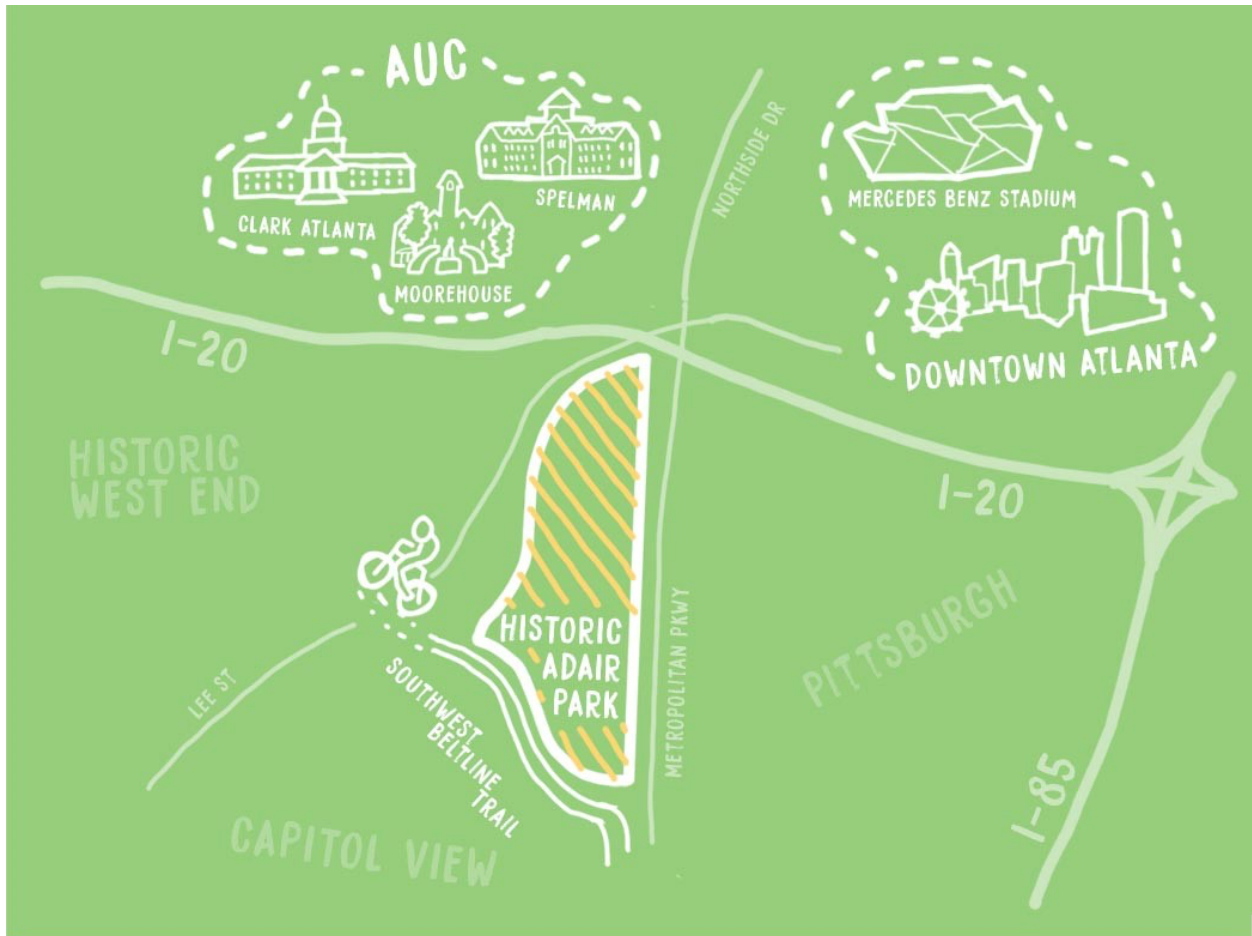 AUC
CLARK ATLANTA
SPELMAN
MOOREHOUSE
NORTHSIDE DR
MERCEDES BENZ STADIUM
DOWNTOWN ATLANTA
I-20
HISTORIC
WEST END
I-20
HISTORIC
ADAIR
PARK
METROPOLITAN PKWY
PITTSBURGH
LEE ST
SOUTHWEST
BELTLINE
TRAIL
CAPITOL VIEW
I-85